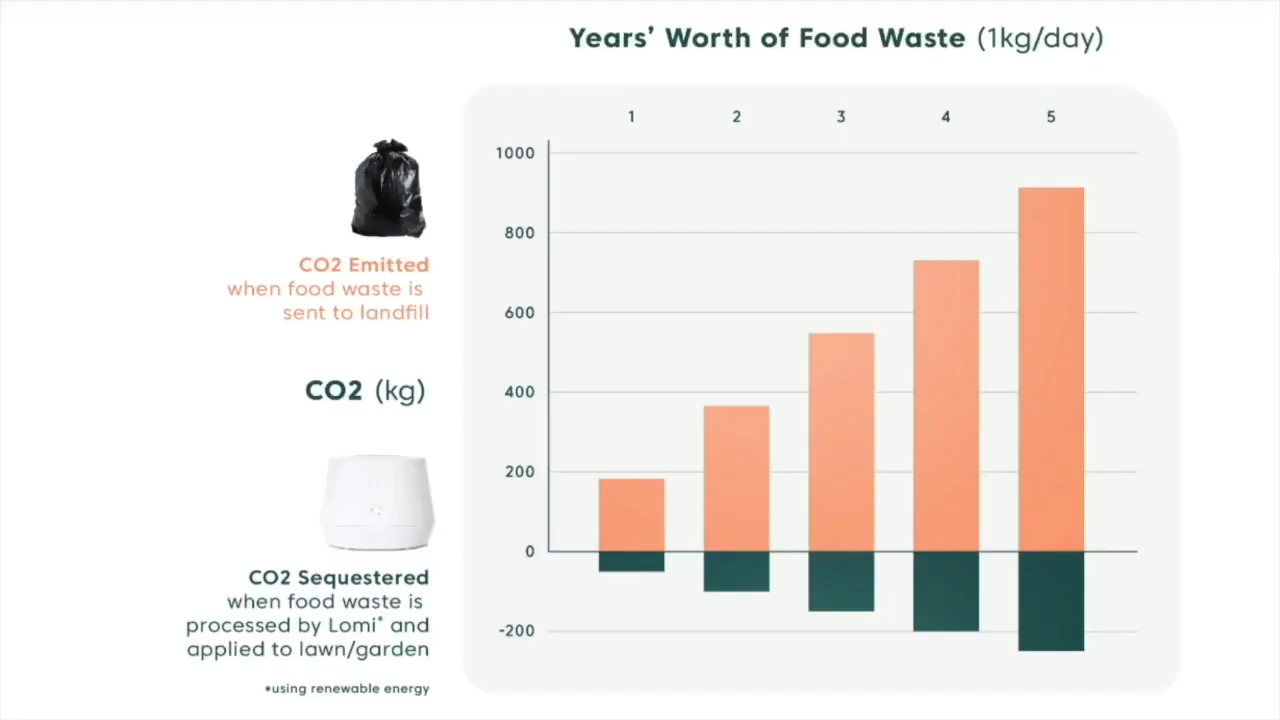 Years' Worth of Food Waste (1kg/day)
1 2 3 4 5
1000
800
600
400
200
0
-200
CO2 Emitted
when food waste is
sent to landfill
CO2 (kg)
CO2 Sequestered
when food waste is
processed by Lomi* and
applied to lawn/garden
*using renewable energy